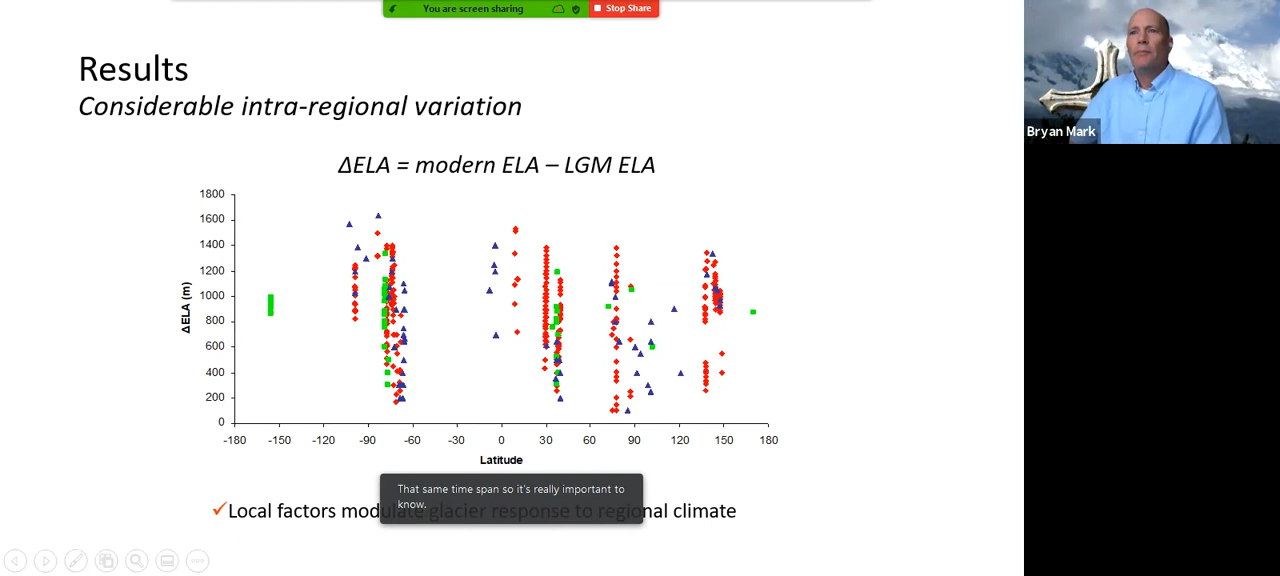 You are screen sharing
Stop Share
Results
Considerable intra-regional variation
ΔELA = modern ELA – LGM ELA
1800
1600
1400
1200
1000
800
600
400
200
0
ΔELA (m)
-180 -150 -120 -90 -60 -30 0 30 60 90 120 150 180
Latitude
That same time span so it's really important to
know.
✓Local factors modulate glacier response to regional climate
Bryan Mark